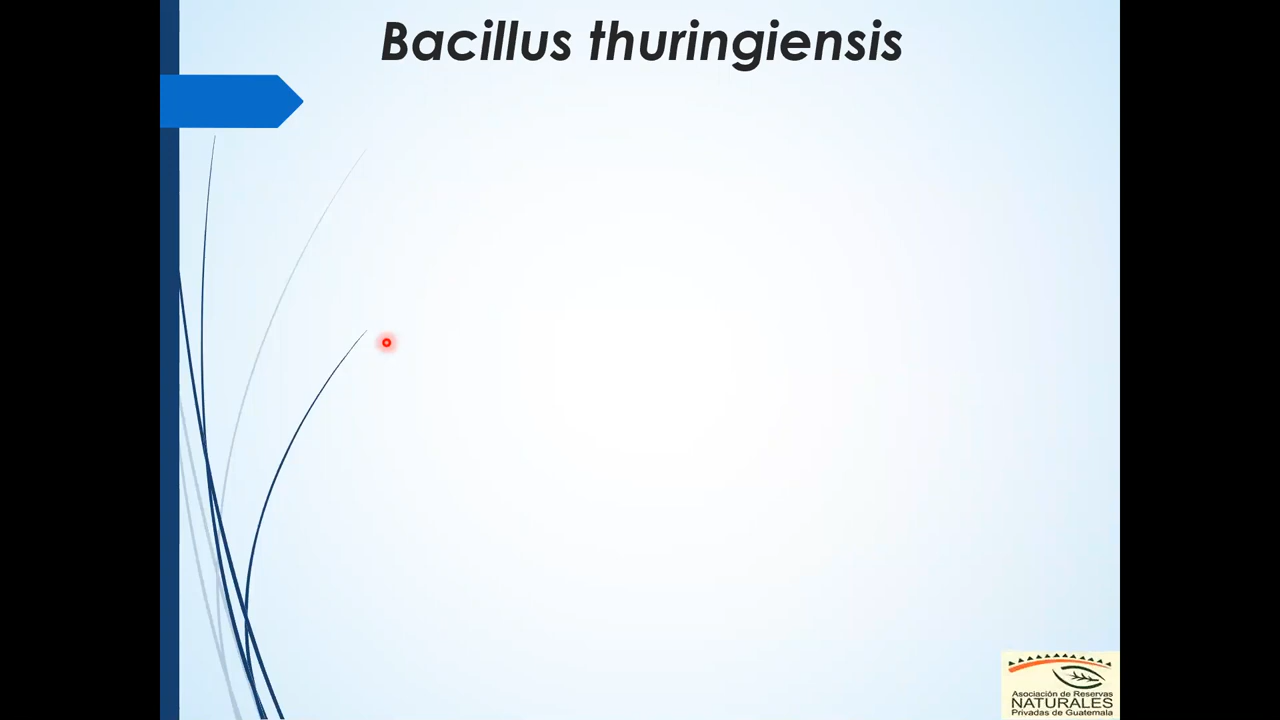 Bacillus thuringiensis
Asociación de Reservas
NATURALES
Privadas de Guatemala